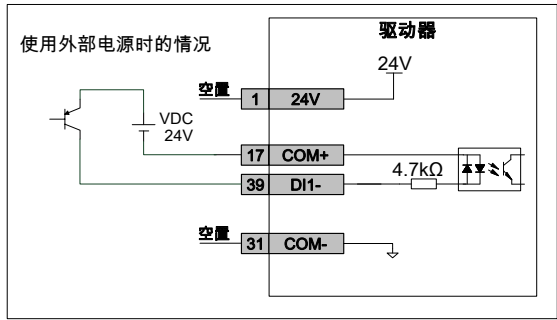 使用外部电源时的情况
驱动器
24V
空置
1 24V
VDC
24V
17 COM+
4.7kΩ
39 DI1-
空置
31 COM-